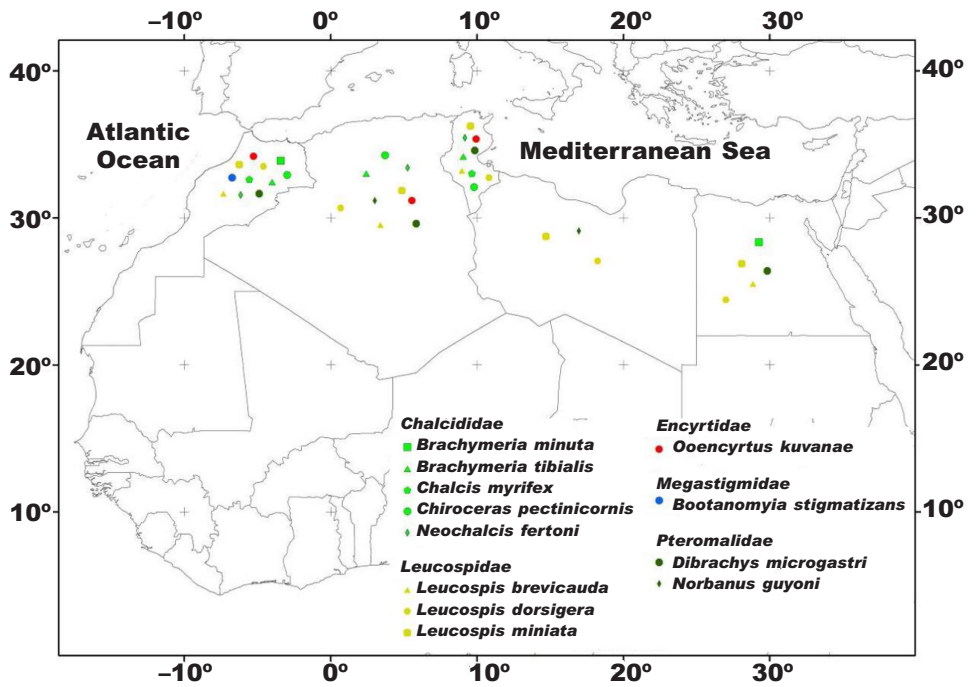 –10º 0º 10º 20º 30º
40º 40º
Atlantic
Ocean
Mediterranean Sea
30º 30º
20º 20º
Chalcididae
Brachymeria minuta
Brachymeria tibialis
Chalcis myrifex
Chiroceras pectinicornis
Neochalcis fertoni
Leucospidae
Leucospis brevicauda
Leucospis dorsigera
Leucospis miniata
Encyrtidae
Ooencyrtus kuvanae
Megastigmidae
Bootanomyia stigmatizans
Pteromalidae
Dibrachys microgastri
Norbanus guyoni
10º 10º
–10º 0º 10º 20º 30º